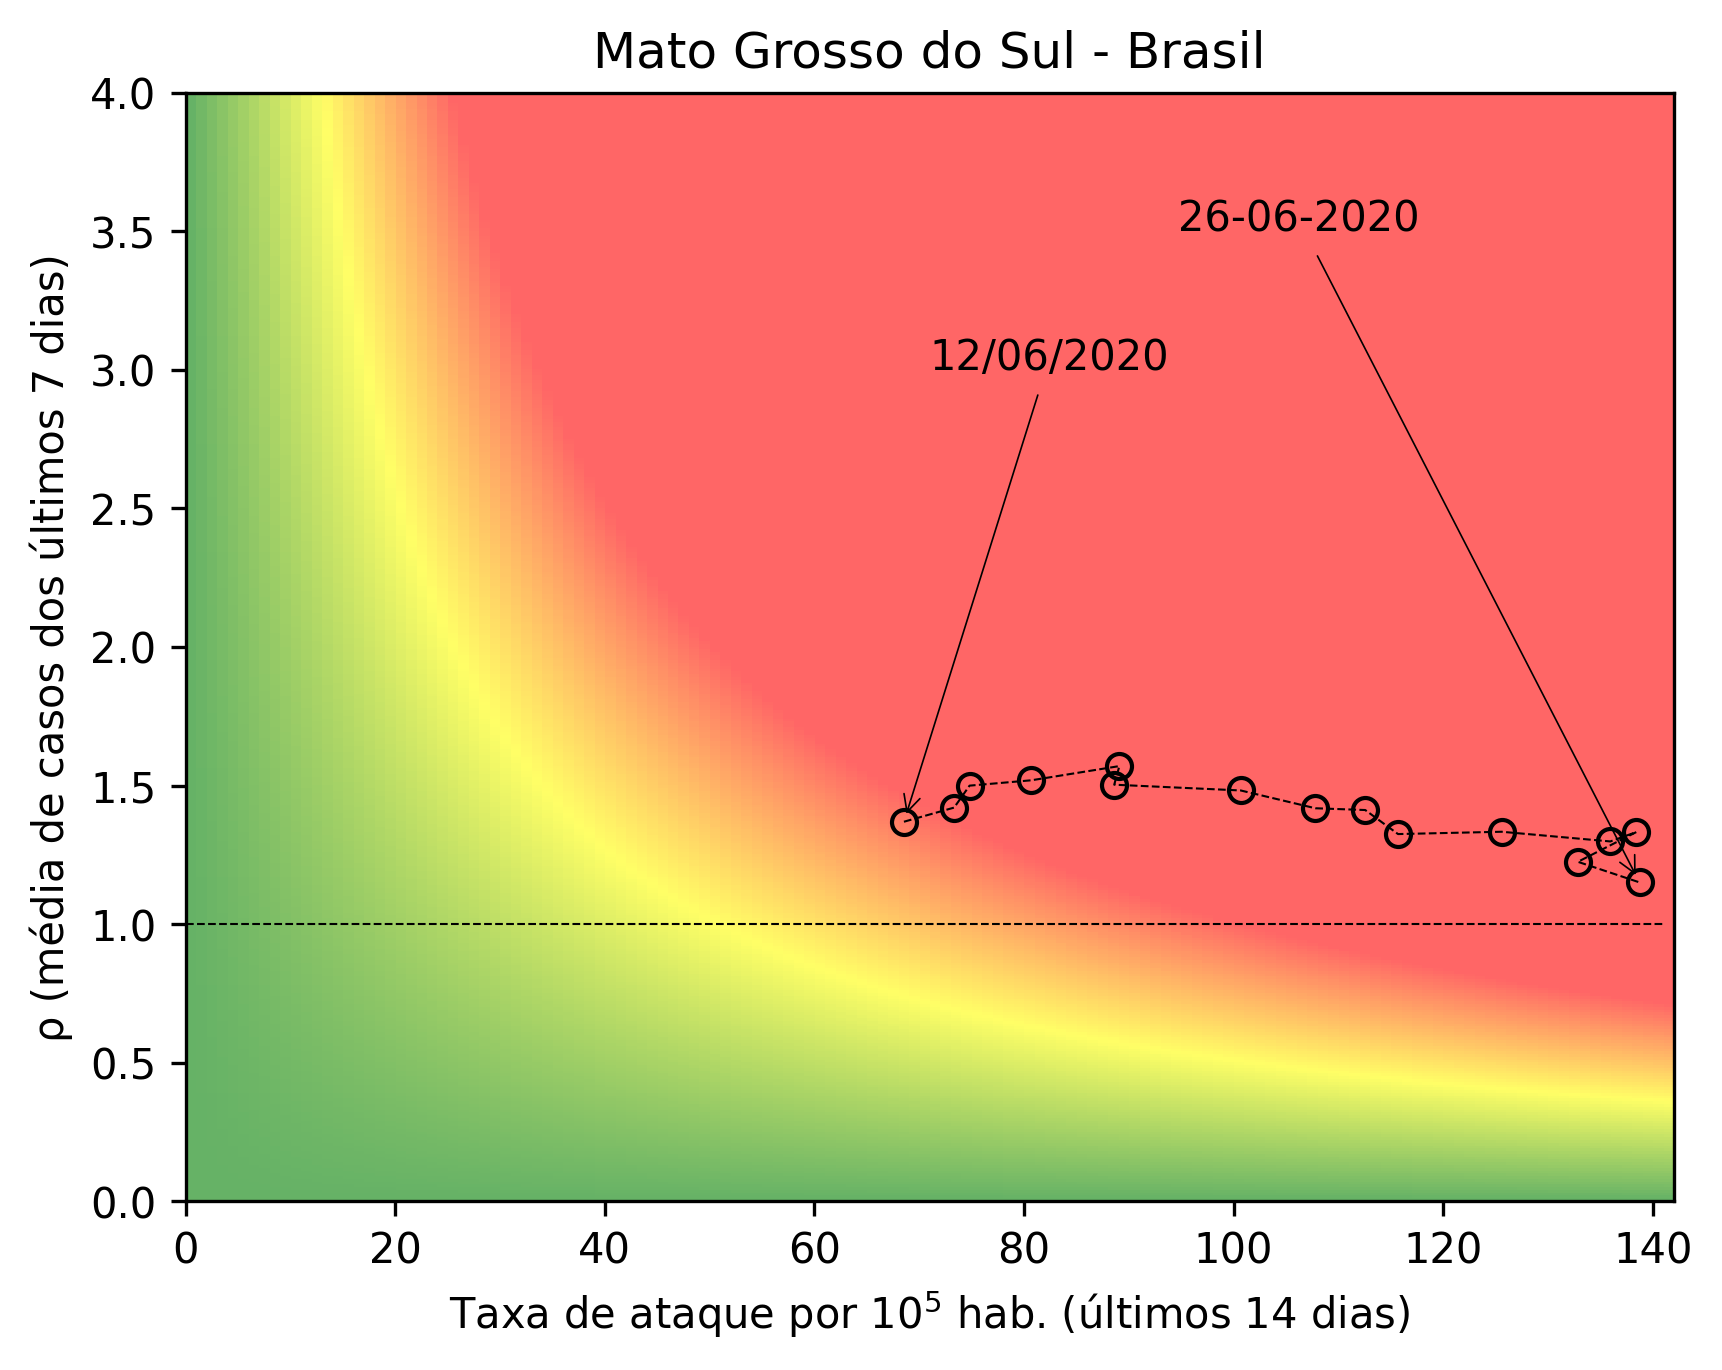 Mato Grosso do Sul - Brasil
4.0
3.5
3.0
2.5
2.0
1.5
1.0
0.5
0.0
ρ (média de casos dos últimos 7 dias)
26-06-2020
12/06/2020
0 20 40 60 80 100 120 140
Taxa de ataque por 10⁵ hab. (últimos 14 dias)